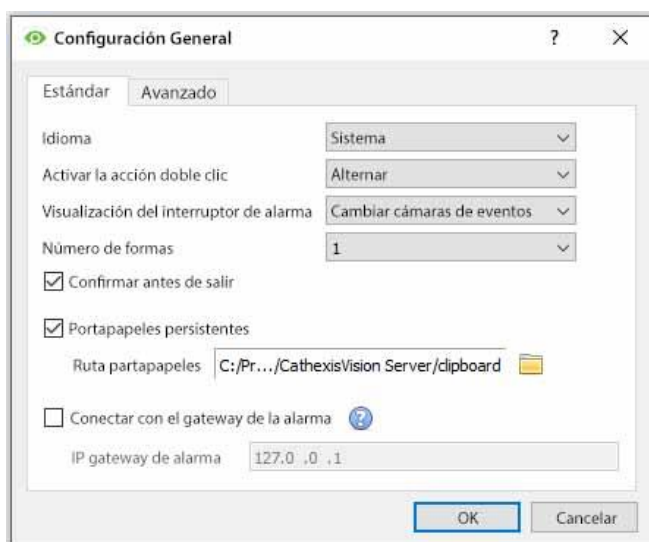 Configuración General
Estándar Avanzado
Idioma Sistema
Activar la acción doble clic Alternar
Visualización del interruptor de alarma Cambiar cámaras de eventos
Número de formas 1
Confirmar antes de salir
Portapapeles persistentes
Ruta partapapeles C:/Pr.../CathexisVision Server/clipboard
Conectar con el gateway de la alarma ?
IP gateway de alarma 127.0 .0 .1
OK Cancelar